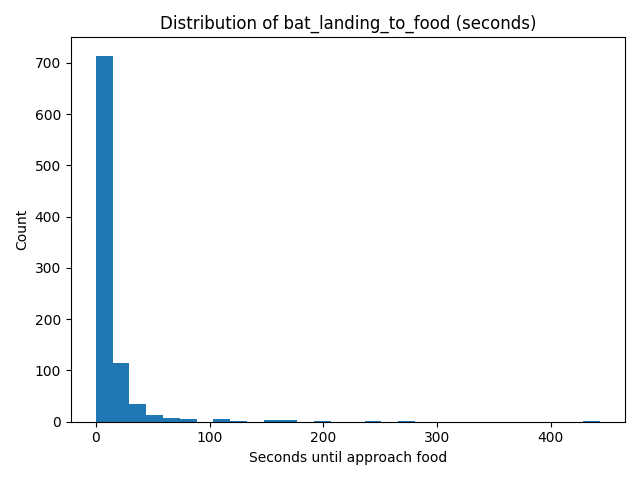 Distribution of bat_landing_to_food (seconds)
700
600
500
400
300
200
100
0
Count
0 100 200 300 400
Seconds until approach food